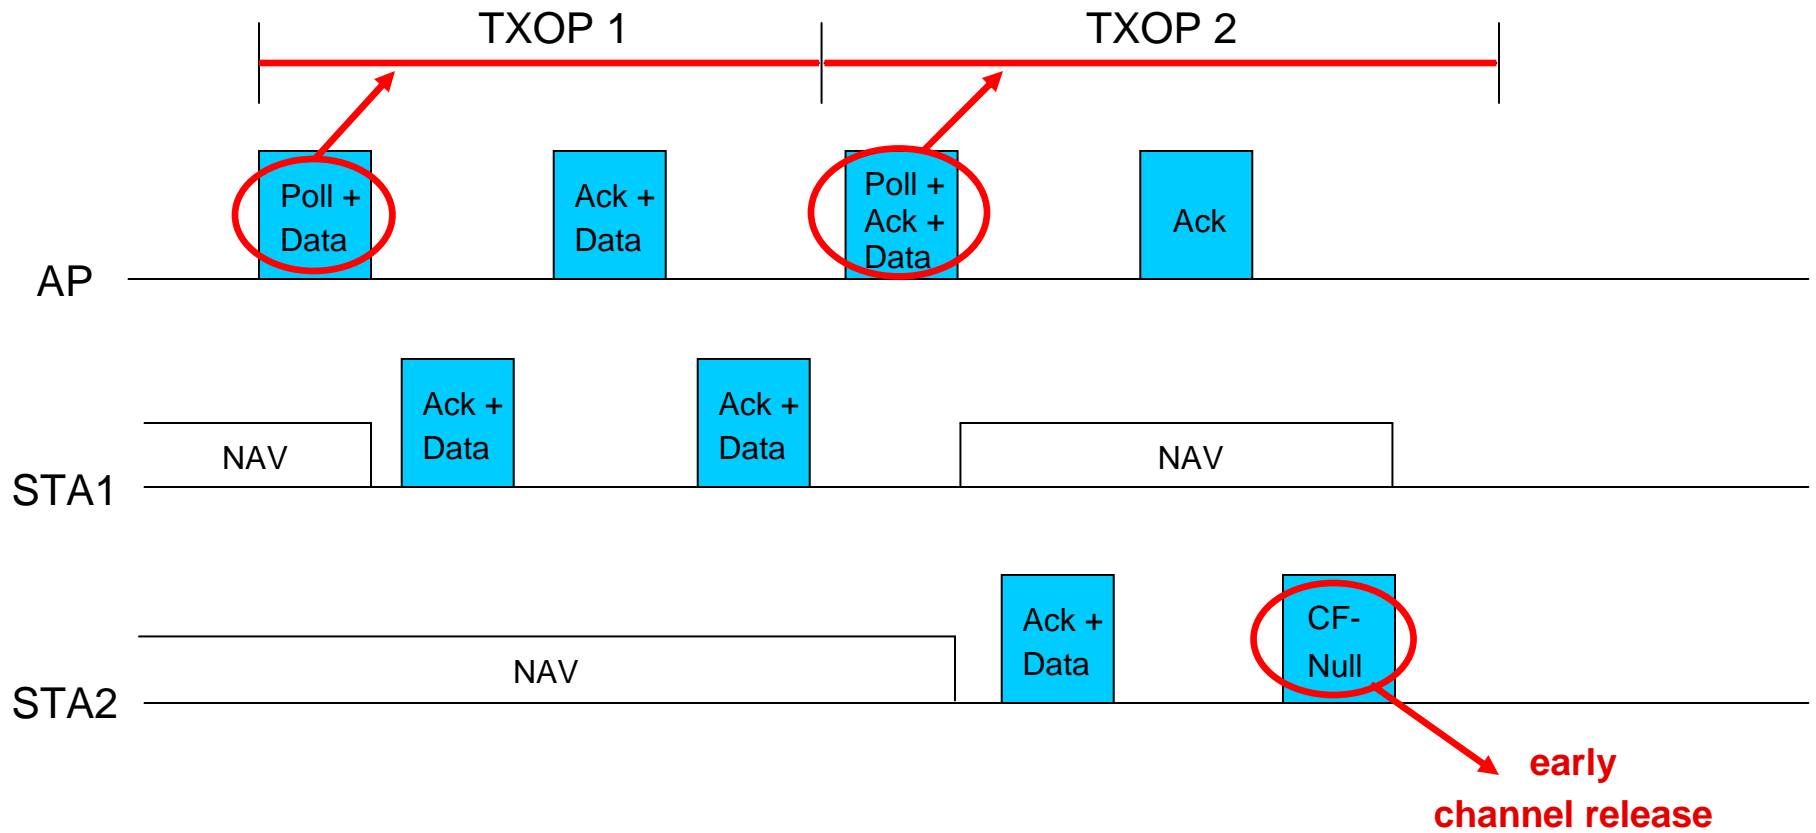 TXOP 1
TXOP 2
Poll +
Data
Ack +
Data
Poll +
Ack +
Data
Ack
AP
Ack +
Data
Ack +
Data
NAV
NAV
STA1
Ack +
Data
CF-
Null
NAV
STA2
early
channel release